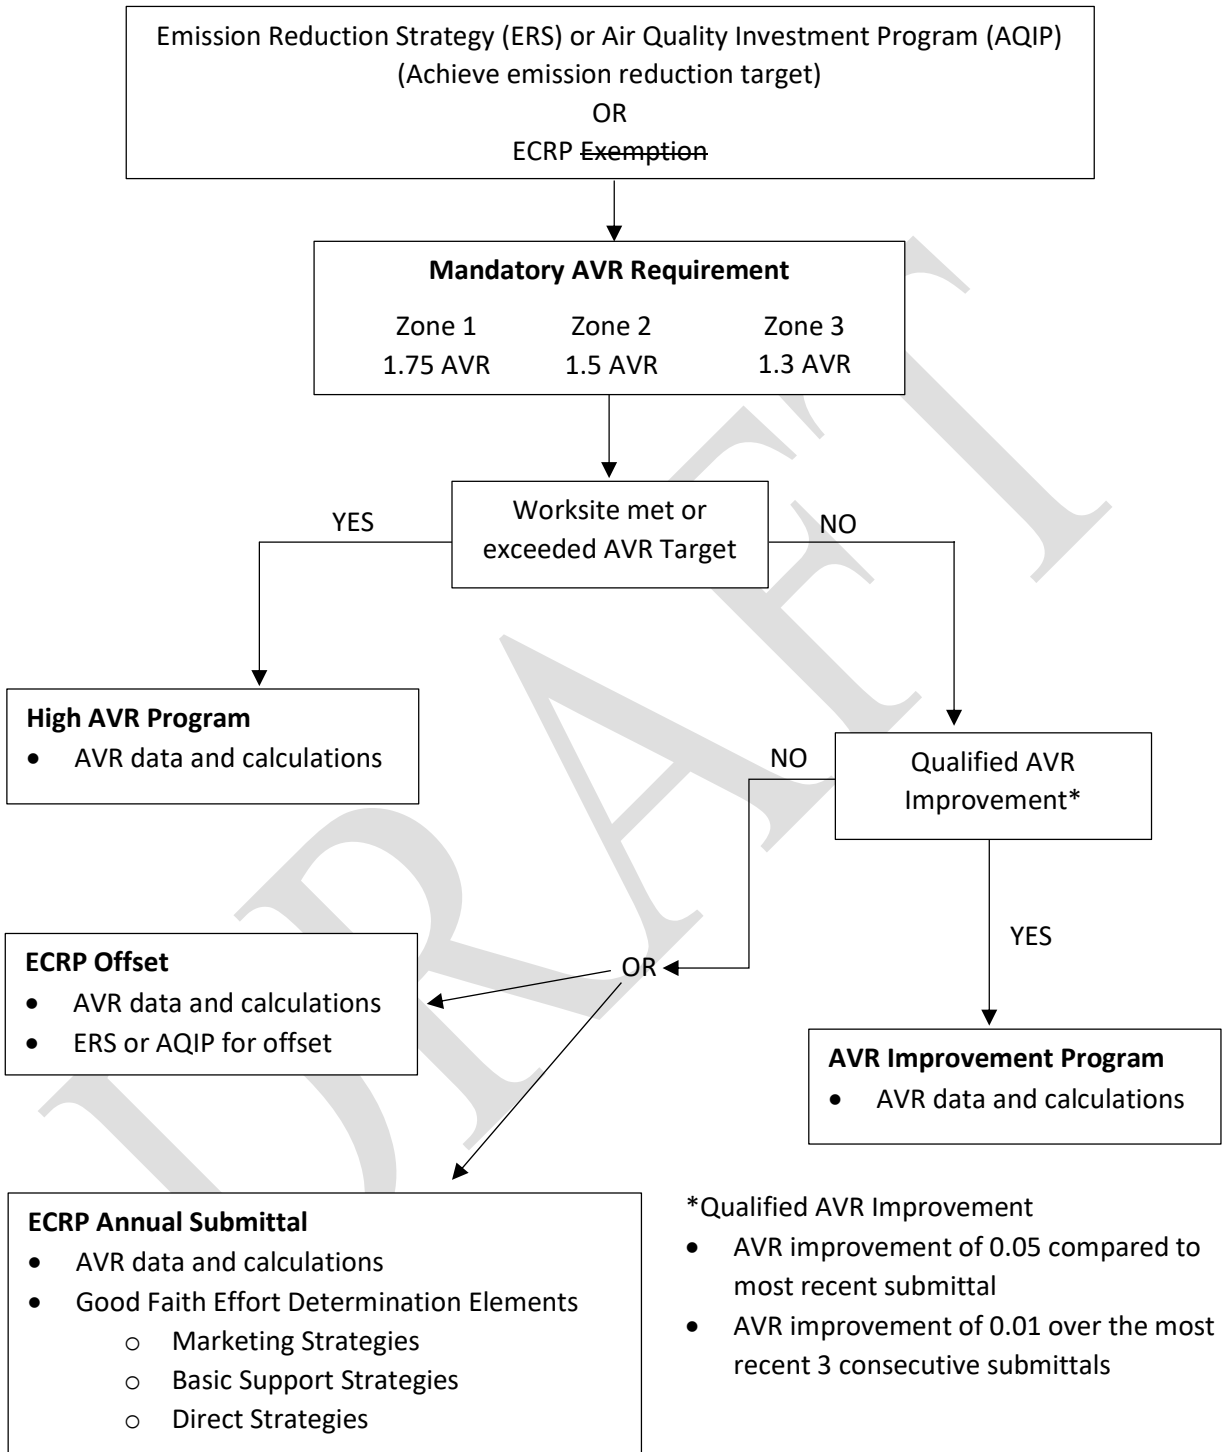 Emission Reduction Strategy (ERS) or Air Quality Investment Program (AQIP)
(Achieve emission reduction target)
OR
ECRP Exemption
Mandatory AVR Requirement
Zone 1 Zone 2 Zone 3
1.75 AVR 1.5 AVR 1.3 AVR
Worksite met or
exceeded AVR Target
YES
NO
High AVR Program
• AVR data and calculations
Qualified AVR
Improvement*
NO
YES
OR
ECRP Offset
• AVR data and calculations
• ERS or AQIP for offset
AVR Improvement Program
• AVR data and calculations
ECRP Annual Submittal
• AVR data and calculations
• Good Faith Effort Determination Elements
o Marketing Strategies
o Basic Support Strategies
o Direct Strategies
*Qualified AVR Improvement
• AVR improvement of 0.05 compared to
most recent submittal
• AVR improvement of 0.01 over the most
recent 3 consecutive submittals
DRAFT